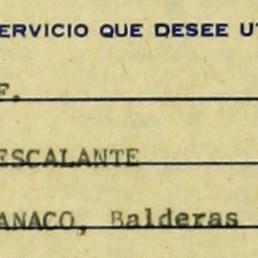 ERVICIO QUE DESEE UT
F.
ESCALANTE
ANACO, Balderas